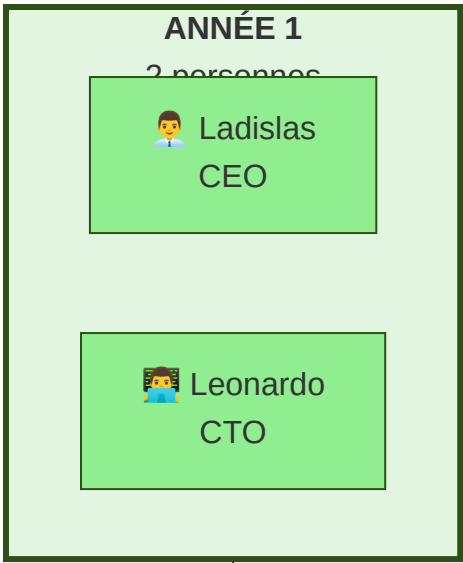 ANNÉE 1
2 personnes
Ladislas
CEO
Leonardo
CTO